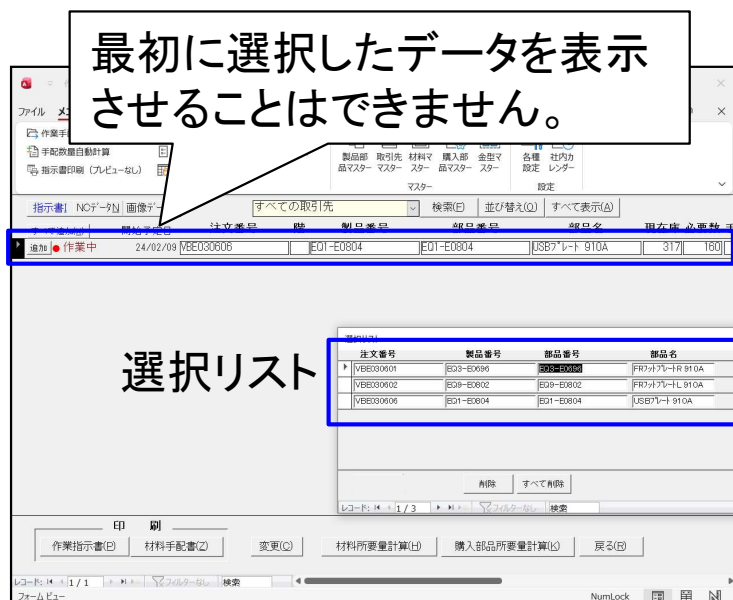 最初に選択したデータを表示
させることはできません。
ファイル
手配数量自動計算
指示書印刷 (プレビューなし)
製品部 取引先 材料マ 購入部 金型マ 各種 社内カ
品マスター マスター スター 品マスター スター 設定 レンダー
マスター 設定
指示書I NOデータN 画像デー すべての取引先 検索(F) 並び替え(O) すべて表示(A)
開始予定日 注文番号 階 製品番号 部品番号 部品名 現在庫 必要数
追加 作業中 24/02/09 VBE030606 EQ1-E0804 EQ1-E0804 USBプレート 910A 317 160
選択リスト
選択リスト
注文番号 製品番号 部品番号 部品名
VBE030601 EQ3-E0696 EQ3-E0696 FRフットプレートR 910A
VBE030602 EQ9-E0802 EQ9-E0802 FRフットプレートL 910A
VBE030606 EQ1-E0804 EQ1-E0804 USBプレート 910A
削除 すべて削除
レコード: 1 / 3 フィルターなし 検索
印 刷
作業指示書(P) 材料手配書(Z) 変更(C) 材料所要量計算(H) 購入部品所要量計算(K) 戻る(R)
レコード: 1 / 1 フィルターなし 検索
フォーム ビュー NumLock